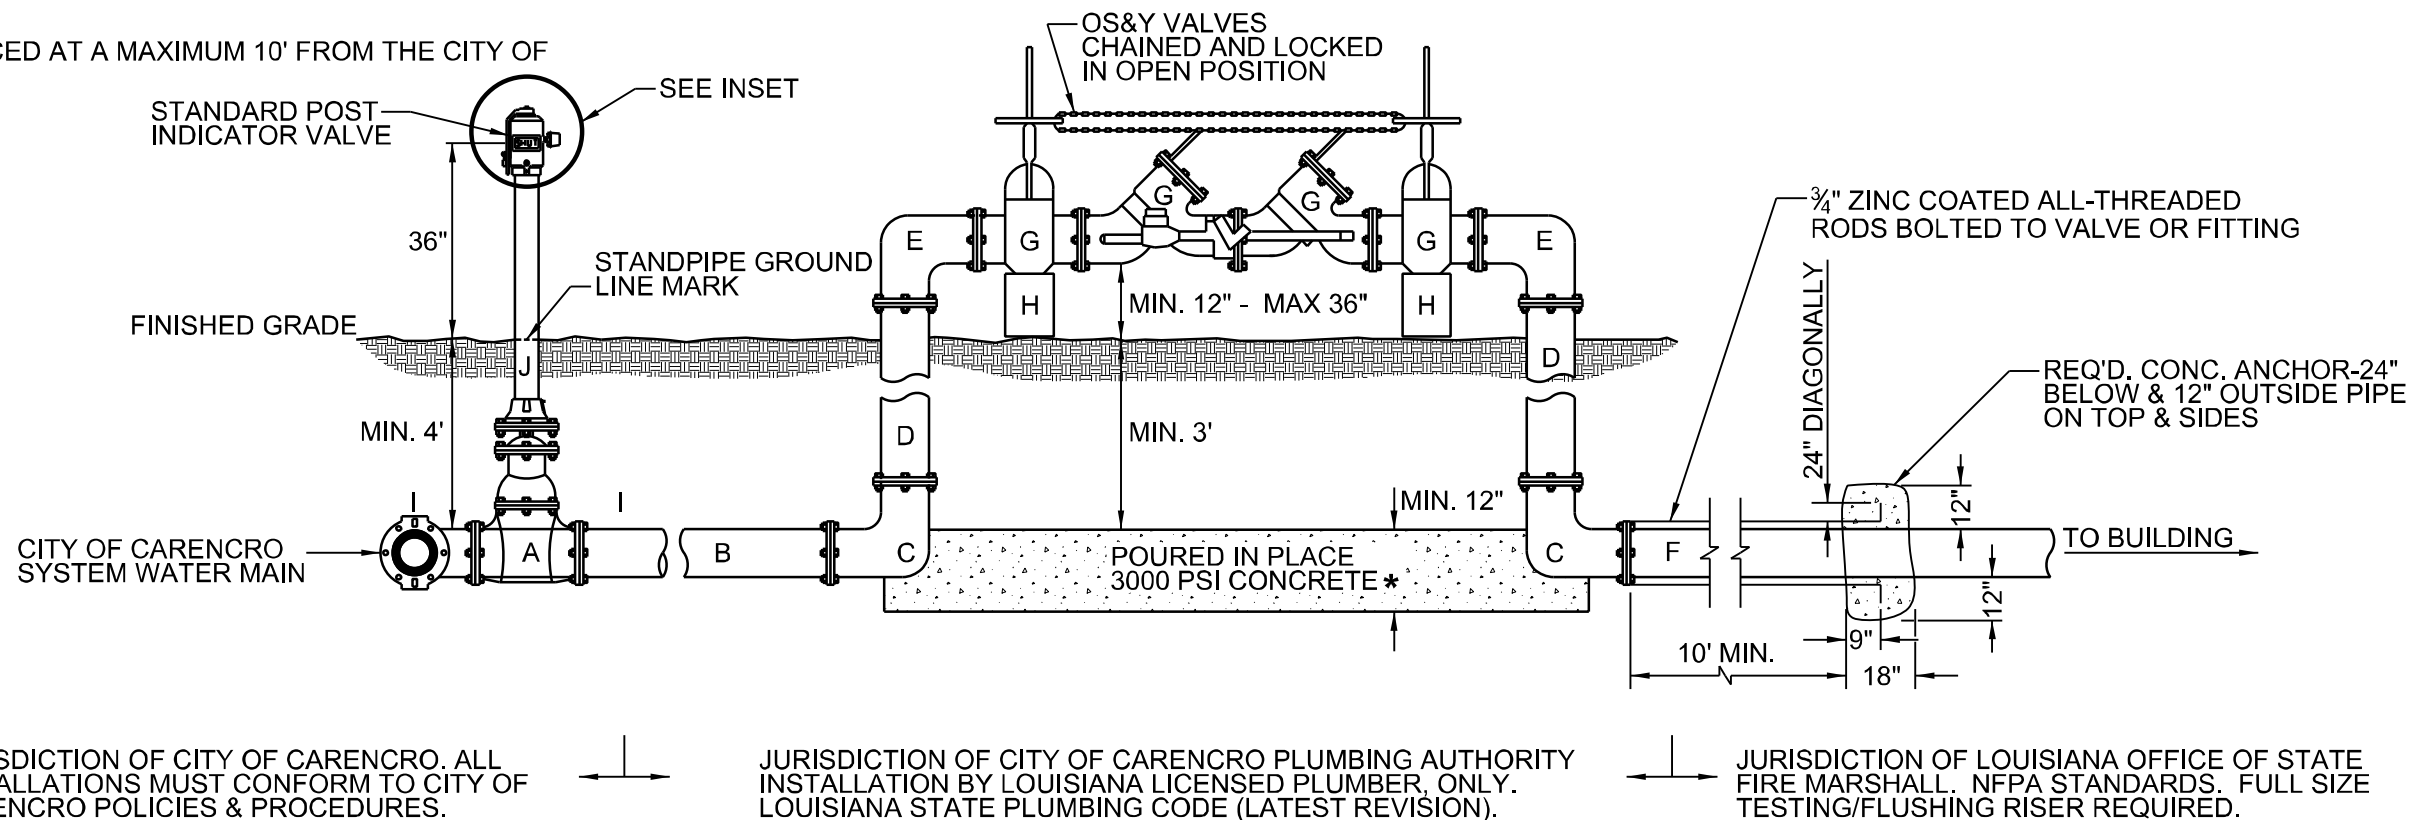 CED AT A MAXIMUM 10' FROM THE CITY OF
OS&Y VALVES
CHAINED AND LOCKED
IN OPEN POSITION
STANDARD POST
INDICATOR VALVE
SEE INSET
SHUT
36"
STANDPIPE GROUND
LINE MARK
FINISHED GRADE
E
G
G
G
G
E
H
H
MIN. 12" - MAX 36"
3/4" ZINC COATED ALL-THREADED
RODS BOLTED TO VALVE OR FITTING
24" DIAGONALLY
REQ'D. CONC. ANCHOR-24"
BELOW & 12" OUTSIDE PIPE
ON TOP & SIDES
J
D
MIN. 4'
D
MIN. 3'
I
I
MIN. 12"
12"
CITY OF CARENCRO
SYSTEM WATER MAIN
A
B
C
POURED IN PLACE
3000 PSI CONCRETE *
C
F
TO BUILDING
12"
9"
10' MIN.
18"
SDICTION OF CITY OF CARENCRO. ALL
ALLATIONS MUST CONFORM TO CITY OF
ENCRO POLICIES & PROCEDURES.
JURISDICTION OF CITY OF CARENCRO PLUMBING AUTHORITY
INSTALLATION BY LOUISIANA LICENSED PLUMBER, ONLY.
LOUISIANA STATE PLUMBING CODE (LATEST REVISION).
JURISDICTION OF LOUISIANA OFFICE OF STATE
FIRE MARSHALL. NFPA STANDARDS. FULL SIZE
TESTING/FLUSHING RISER REQUIRED.